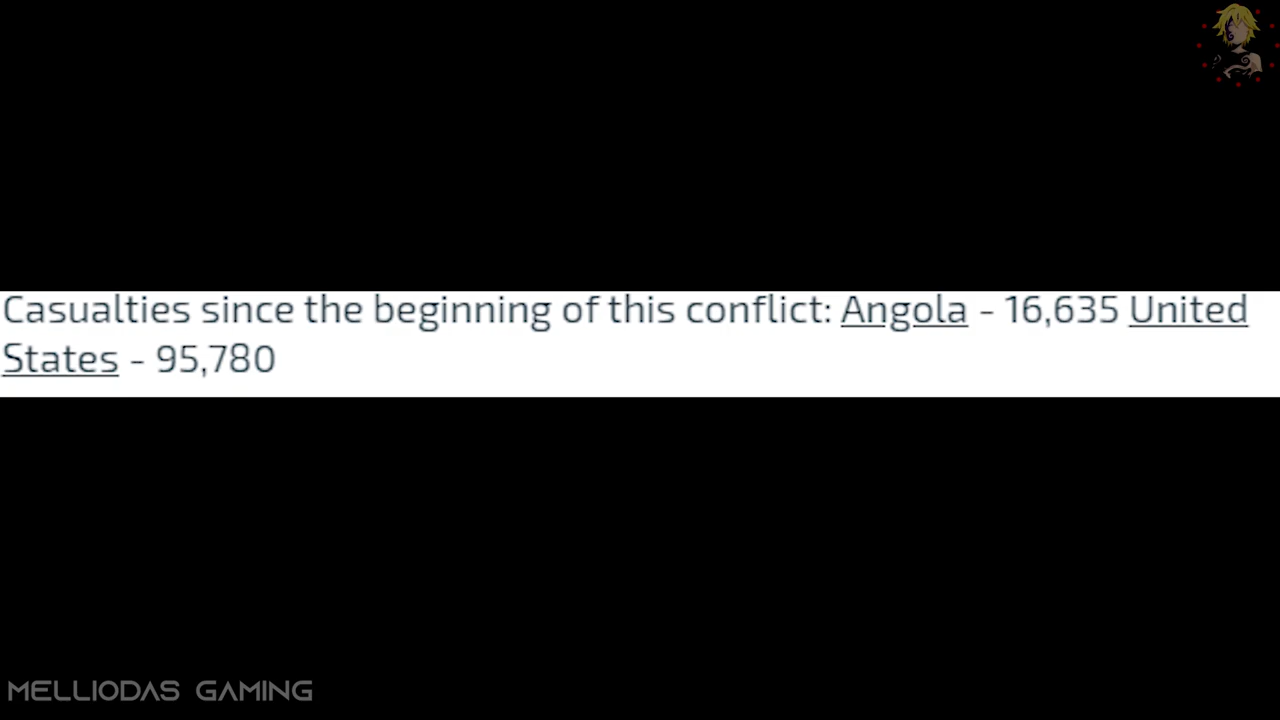 Casualties since the beginning of this conflict: Angola - 16,635 United
States - 95,780
MELLIODAS GAMING